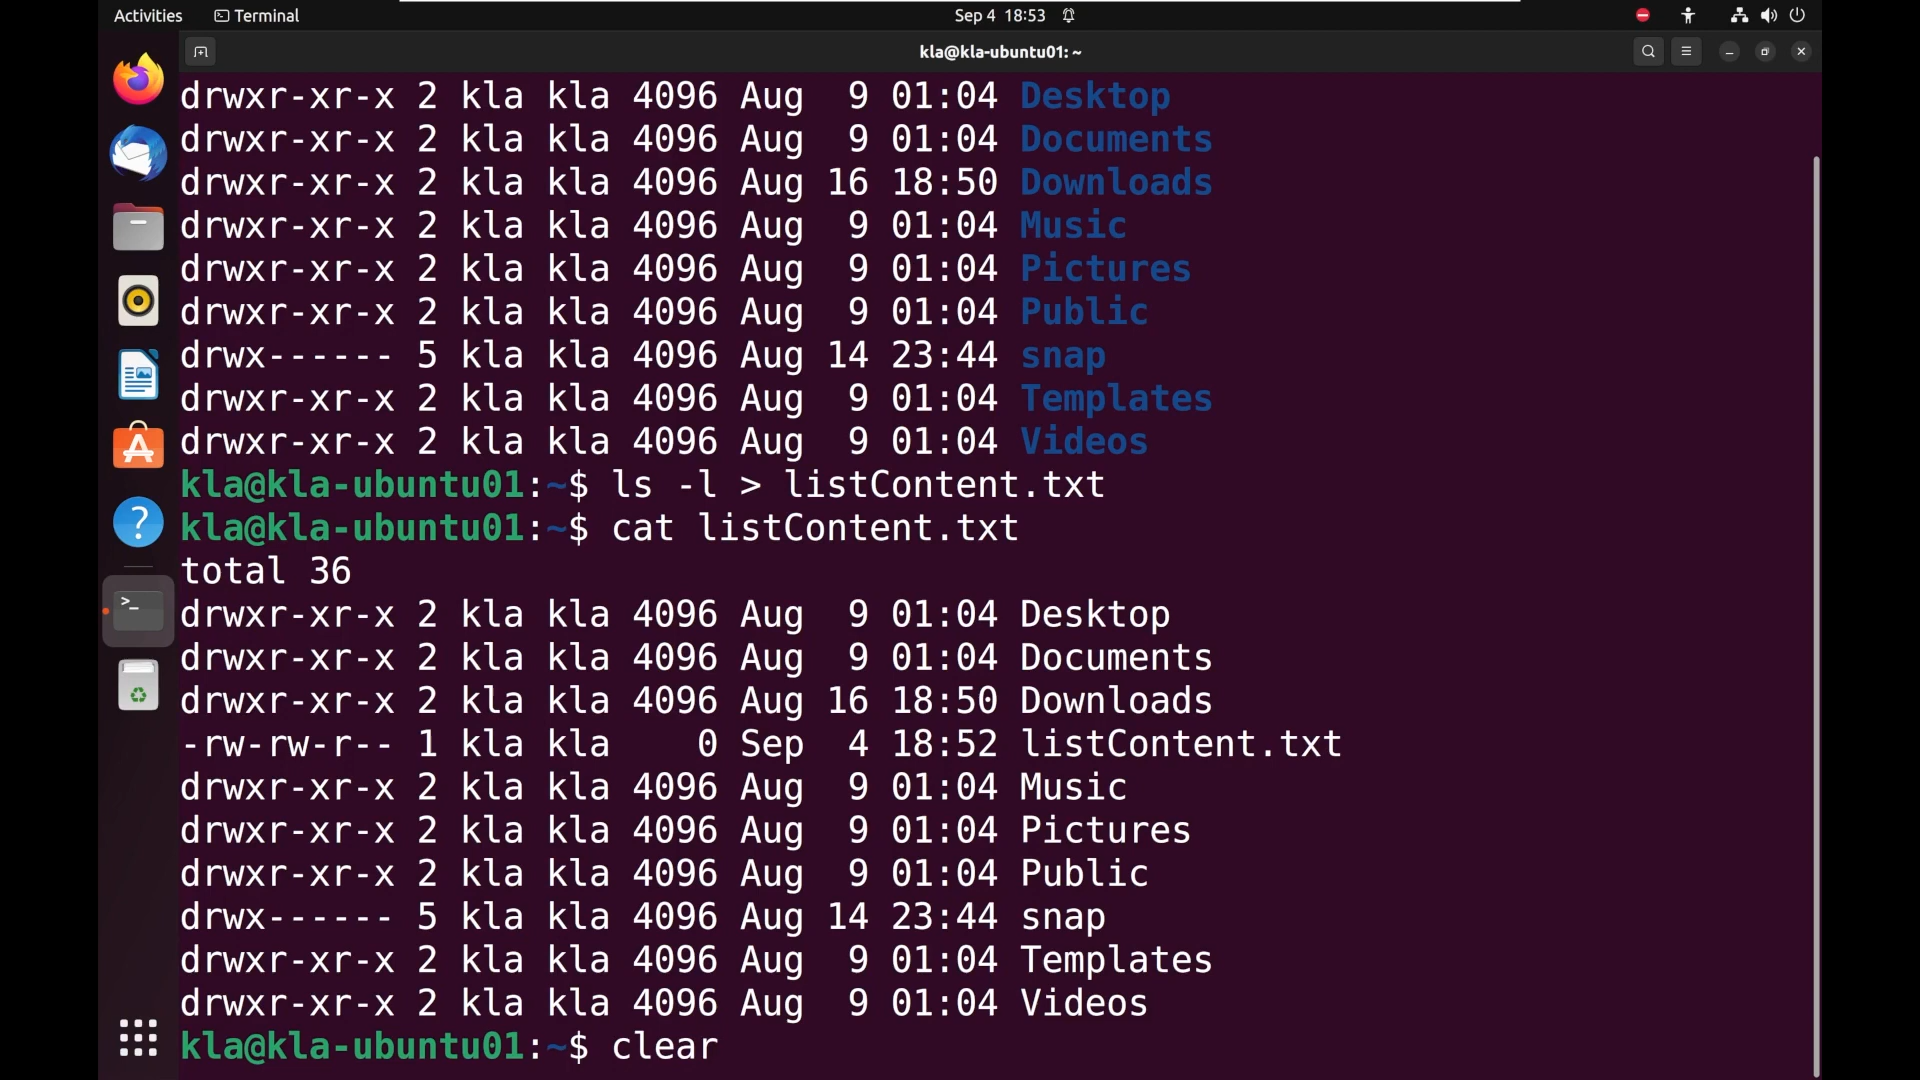 Activities Terminal Sep 4 18:53
kla@kla-ubuntu01: ~
drwxr-xr-x 2 kla kla 4096 Aug  9 01:04 Desktop
drwxr-xr-x 2 kla kla 4096 Aug  9 01:04 Documents
drwxr-xr-x 2 kla kla 4096 Aug 16 18:50 Downloads
drwxr-xr-x 2 kla kla 4096 Aug  9 01:04 Music
drwxr-xr-x 2 kla kla 4096 Aug  9 01:04 Pictures
drwxr-xr-x 2 kla kla 4096 Aug  9 01:04 Public
drwx------ 5 kla kla 4096 Aug 14 23:44 snap
drwxr-xr-x 2 kla kla 4096 Aug  9 01:04 Templates
drwxr-xr-x 2 kla kla 4096 Aug  9 01:04 Videos
kla@kla-ubuntu01:~$ ls -l > listContent.txt
kla@kla-ubuntu01:~$ cat listContent.txt
total 36
drwxr-xr-x 2 kla kla 4096 Aug  9 01:04 Desktop
drwxr-xr-x 2 kla kla 4096 Aug  9 01:04 Documents
drwxr-xr-x 2 kla kla 4096 Aug 16 18:50 Downloads
-rw-rw-r-- 1 kla kla    0 Sep  4 18:52 listContent.txt
drwxr-xr-x 2 kla kla 4096 Aug  9 01:04 Music
drwxr-xr-x 2 kla kla 4096 Aug  9 01:04 Pictures
drwxr-xr-x 2 kla kla 4096 Aug  9 01:04 Public
drwx------ 5 kla kla 4096 Aug 14 23:44 snap
drwxr-xr-x 2 kla kla 4096 Aug  9 01:04 Templates
drwxr-xr-x 2 kla kla 4096 Aug  9 01:04 Videos
kla@kla-ubuntu01:~$ clear